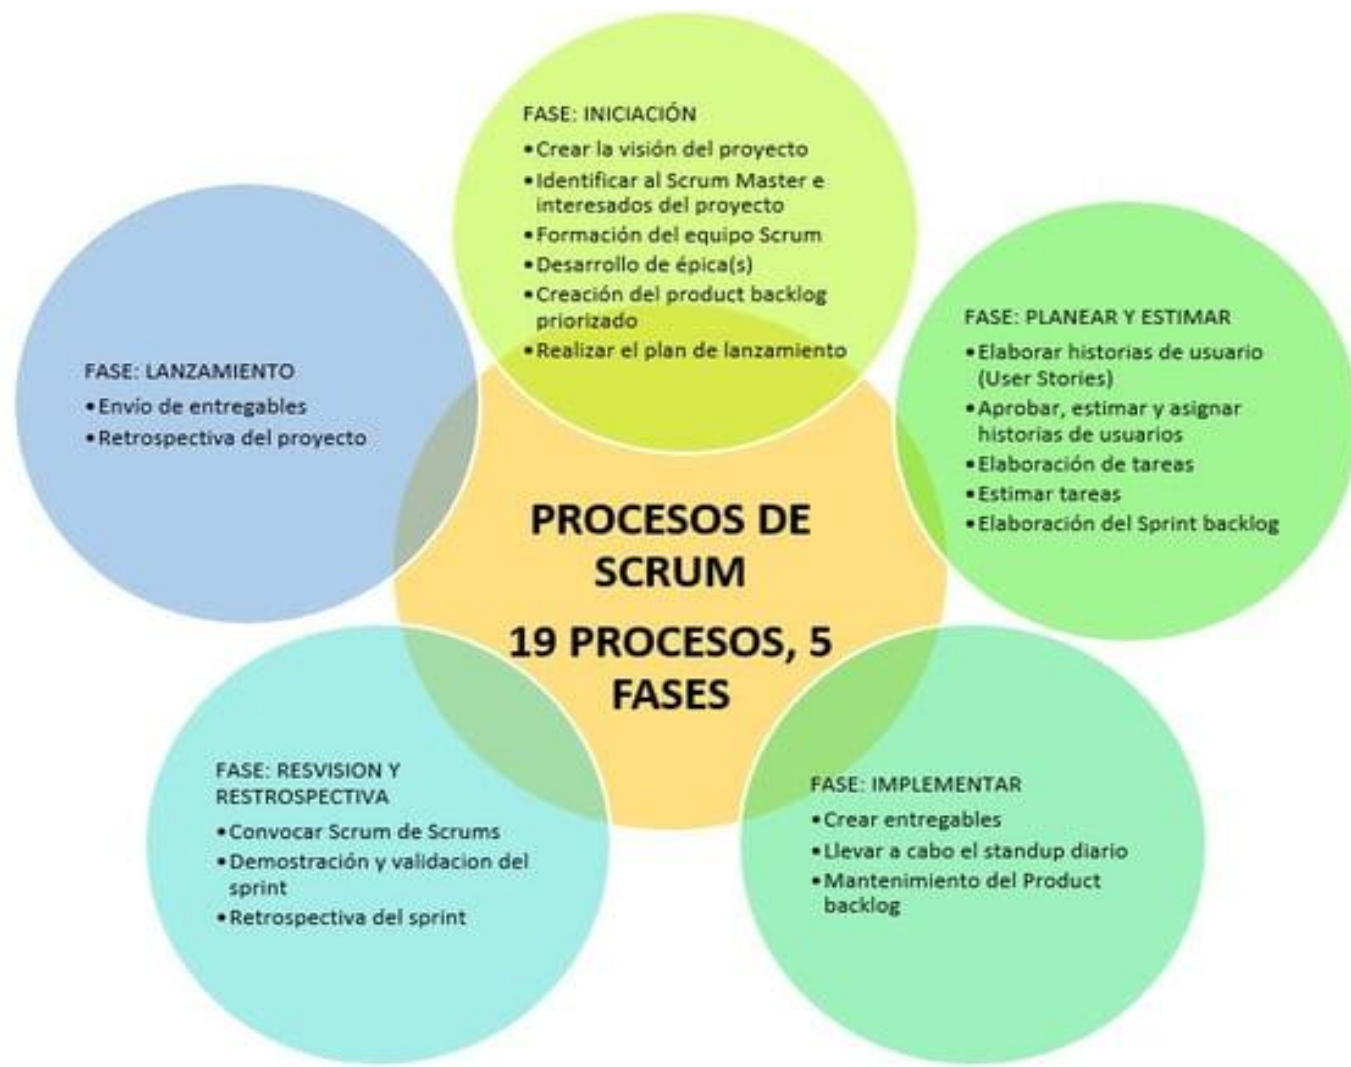 FASE: INICIACIÓN
•Crear la visión del proyecto
•Identificar al Scrum Master e
interesados del proyecto
•Formación del equipo Scrum
•Desarrollo de épica(s)
•Creación del product backlog
priorizado
•Realizar el plan de lanzamiento
FASE: PLANEAR Y ESTIMAR
•Elaborar historias de usuario
(User Stories)
•Aprobar, estimar y asignar
historias de usuarios
•Elaboración de tareas
•Estimar tareas
•Elaboración del Sprint backlog
FASE: IMPLEMENTAR
•Crear entregables
•Llevar a cabo el standup diario
•Mantenimiento del Product
backlog
FASE: RESVISION Y
RESTROSPECTIVA
•Convocar Scrum de Scrums
•Demostración y validacion del
sprint
•Retrospectiva del sprint
FASE: LANZAMIENTO
•Envío de entregables
•Retrospectiva del proyecto
PROCESOS DE
SCRUM
19 PROCESOS, 5
FASES